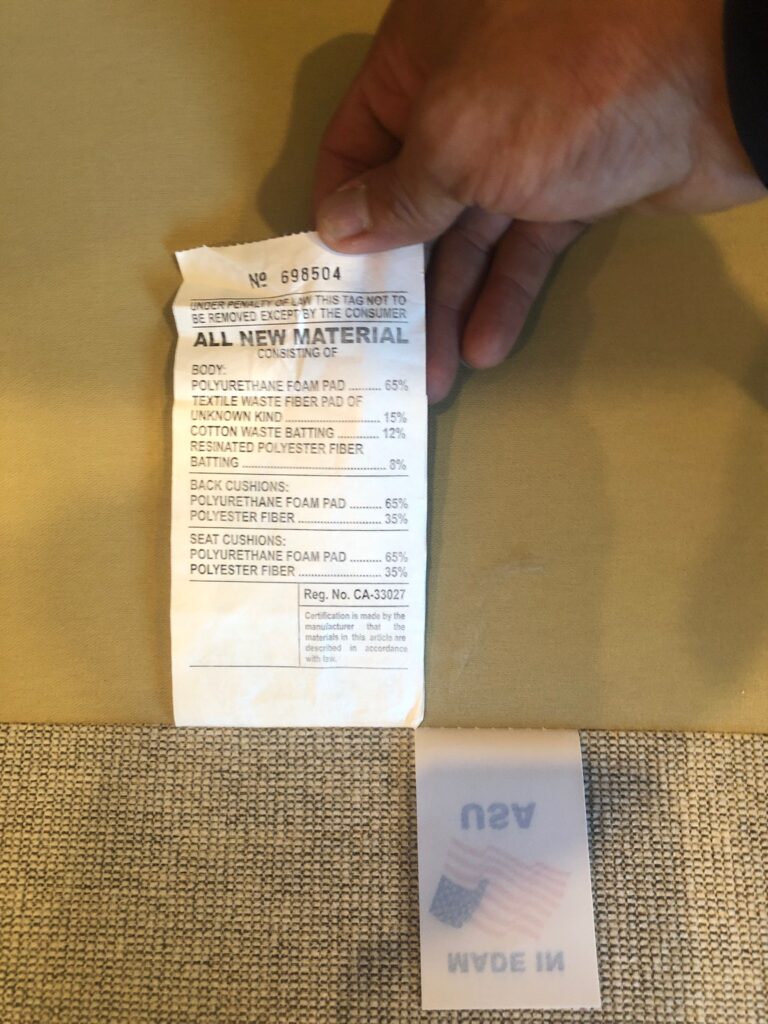 Nº 698504
UNDER PENALTY OF LAW THIS TAG NOT TO
BE REMOVED EXCEPT BY THE CONSUMER
ALL NEW MATERIAL
CONSISTING OF
BODY:
POLYURETHANE FOAM PAD .......... 65%
TEXTILE WASTE FIBER PAD OF
UNKNOWN KIND .............................. 15%
COTTON WASTE BATTING ............. 12%
RESINATED POLYESTER FIBER
BATTING ............................................. 8%
BACK CUSHIONS:
POLYURETHANE FOAM PAD .......... 65%
POLYESTER FIBER .......................... 35%
SEAT CUSHIONS:
POLYURETHANE FOAM PAD .......... 65%
POLYESTER FIBER .......................... 35%
Reg. No. CA-33027
Certification is made by the
manufacturer that the
materials in this article are
described in accordance
with law.
USA
MADE IN